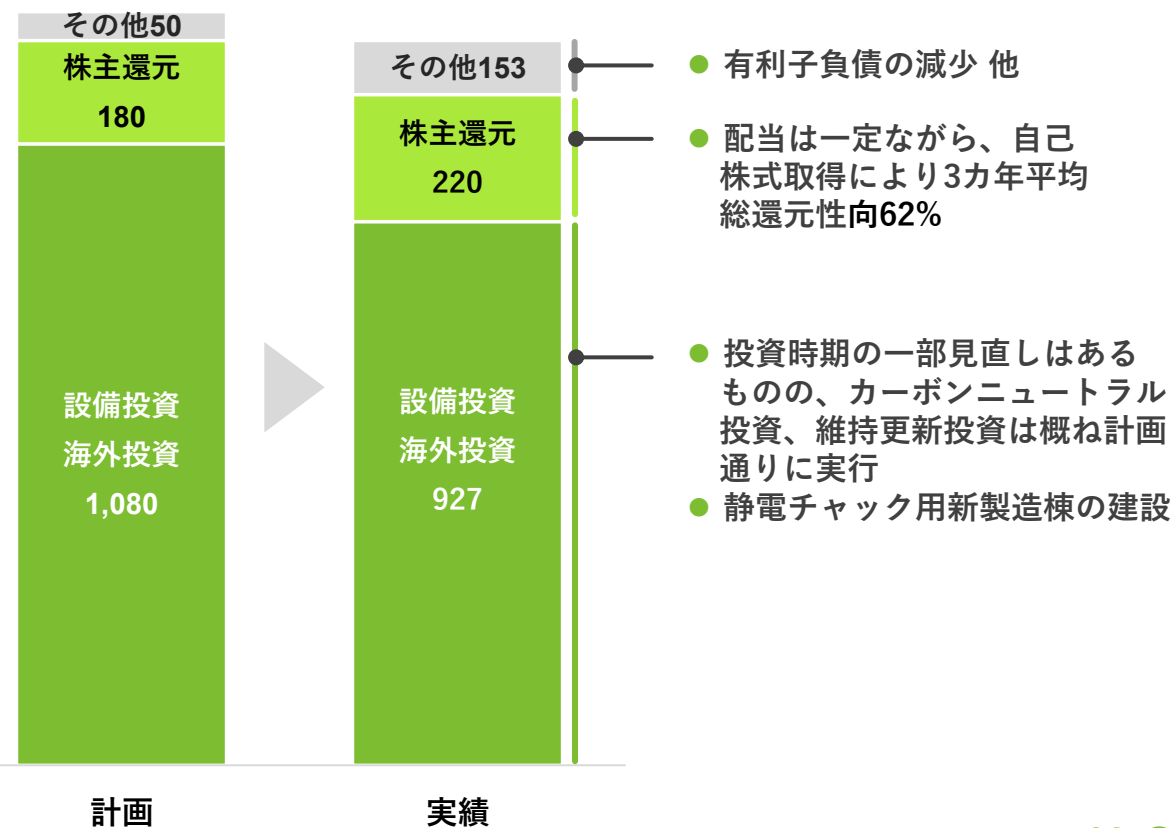 その他50
株主還元
180
設備投資
海外投資
1,080
計画
その他153
株主還元
220
設備投資
海外投資
927
実績
● 有利子負債の減少 他
● 配当は一定ながら、自己
株式取得により3カ年平均
総還元性向62%
● 投資時期の一部見直しはある
ものの、カーボンニュートラル
投資、維持更新投資は概ね計画
通りに実行
● 静電チャック用新製造棟の建設